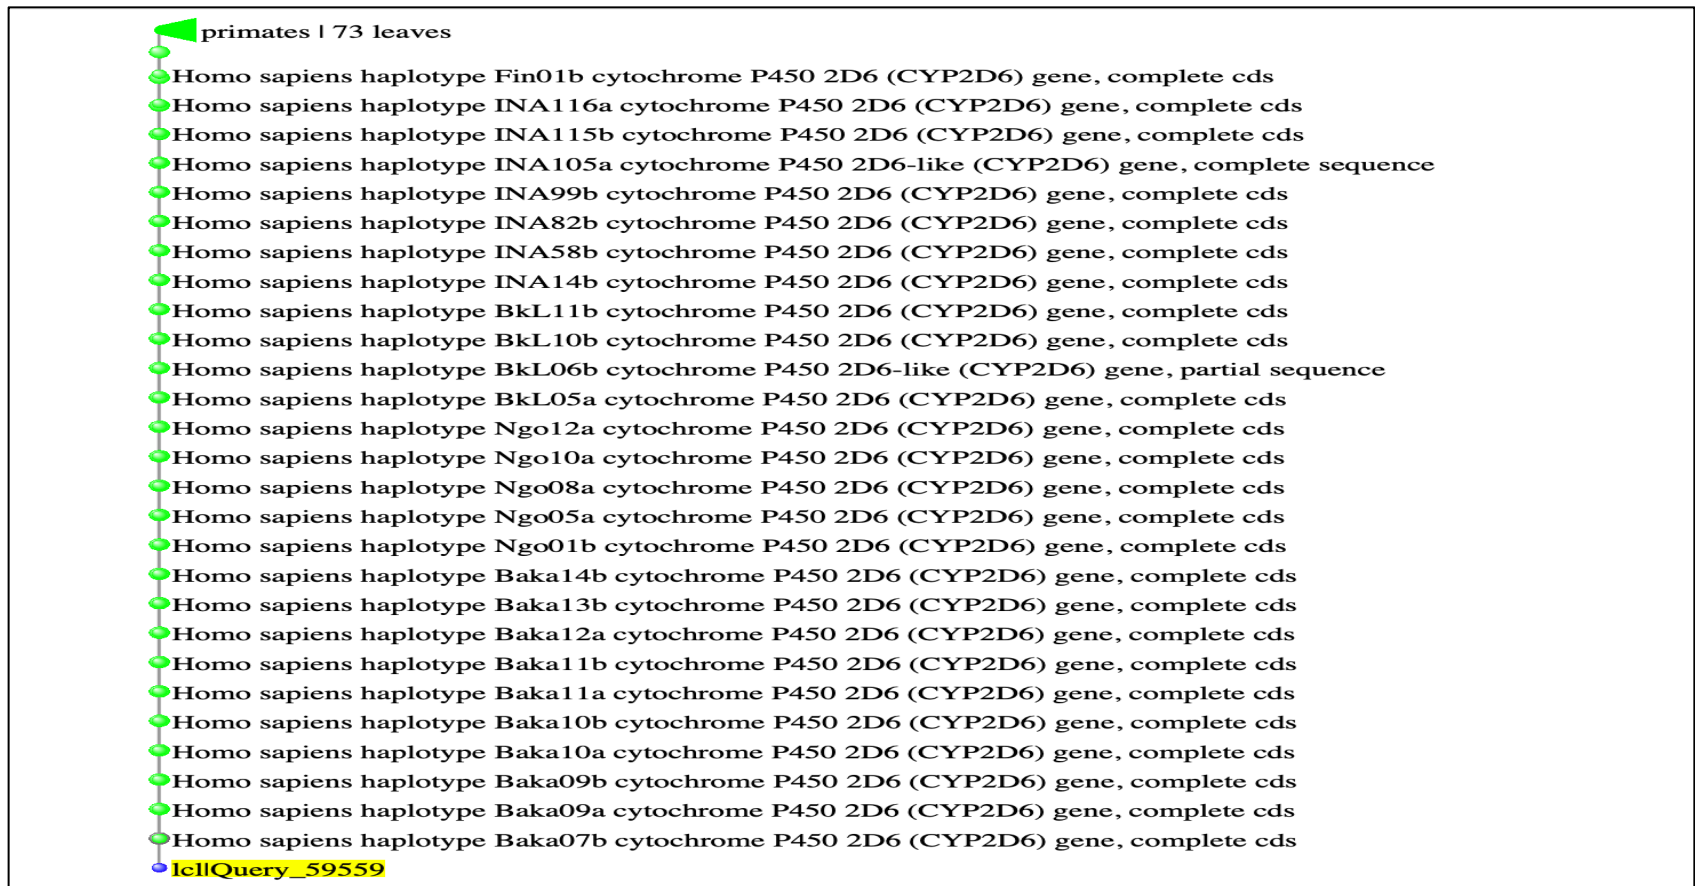 primates | 73 leaves
Homo sapiens haplotype Fin01b cytochrome P450 2D6 (CYP2D6) gene, complete cds
Homo sapiens haplotype INA116a cytochrome P450 2D6 (CYP2D6) gene, complete cds
Homo sapiens haplotype INA115b cytochrome P450 2D6 (CYP2D6) gene, complete cds
Homo sapiens haplotype INA105a cytochrome P450 2D6-like (CYP2D6) gene, complete sequence
Homo sapiens haplotype INA99b cytochrome P450 2D6 (CYP2D6) gene, complete cds
Homo sapiens haplotype INA82b cytochrome P450 2D6 (CYP2D6) gene, complete cds
Homo sapiens haplotype INA58b cytochrome P450 2D6 (CYP2D6) gene, complete cds
Homo sapiens haplotype INA14b cytochrome P450 2D6 (CYP2D6) gene, complete cds
Homo sapiens haplotype BkL11b cytochrome P450 2D6 (CYP2D6) gene, complete cds
Homo sapiens haplotype BkL10b cytochrome P450 2D6 (CYP2D6) gene, complete cds
Homo sapiens haplotype BkL06b cytochrome P450 2D6-like (CYP2D6) gene, partial sequence
Homo sapiens haplotype BkL05a cytochrome P450 2D6 (CYP2D6) gene, complete cds
Homo sapiens haplotype Ngo12a cytochrome P450 2D6 (CYP2D6) gene, complete cds
Homo sapiens haplotype Ngo10a cytochrome P450 2D6 (CYP2D6) gene, complete cds
Homo sapiens haplotype Ngo08a cytochrome P450 2D6 (CYP2D6) gene, complete cds
Homo sapiens haplotype Ngo05a cytochrome P450 2D6 (CYP2D6) gene, complete cds
Homo sapiens haplotype Ngo01b cytochrome P450 2D6 (CYP2D6) gene, complete cds
Homo sapiens haplotype Baka14b cytochrome P450 2D6 (CYP2D6) gene, complete cds
Homo sapiens haplotype Baka13b cytochrome P450 2D6 (CYP2D6) gene, complete cds
Homo sapiens haplotype Baka12a cytochrome P450 2D6 (CYP2D6) gene, complete cds
Homo sapiens haplotype Baka11b cytochrome P450 2D6 (CYP2D6) gene, complete cds
Homo sapiens haplotype Baka11a cytochrome P450 2D6 (CYP2D6) gene, complete cds
Homo sapiens haplotype Baka10b cytochrome P450 2D6 (CYP2D6) gene, complete cds
Homo sapiens haplotype Baka10a cytochrome P450 2D6 (CYP2D6) gene, complete cds
Homo sapiens haplotype Baka09b cytochrome P450 2D6 (CYP2D6) gene, complete cds
Homo sapiens haplotype Baka09a cytochrome P450 2D6 (CYP2D6) gene, complete cds
Homo sapiens haplotype Baka07b cytochrome P450 2D6 (CYP2D6) gene, complete cds
lcl|Query_59559